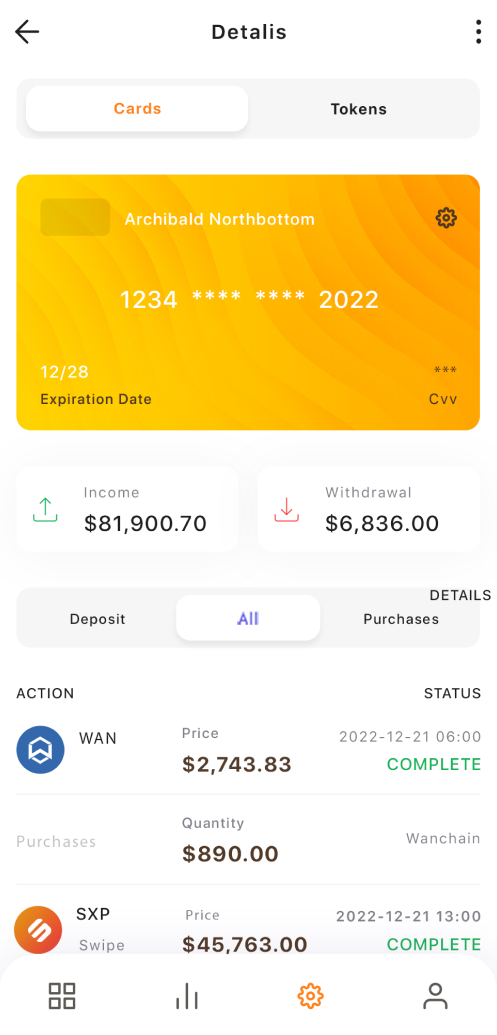 Detalis
Cards Tokens
Archibald Northbottom
1234 **** **** 2022
12/28 ***
Expiration Date Cvv
Income Withdrawal
$81,900.70 $6,836.00
DETAILS
Deposit All Purchases
ACTION STATUS
WAN Price 2022-12-21 06:00
$2,743.83 COMPLETE
Quantity
Purchases $890.00 Wanchain
SXP Price 2022-12-21 13:00
Swipe $45,763.00 COMPLETE